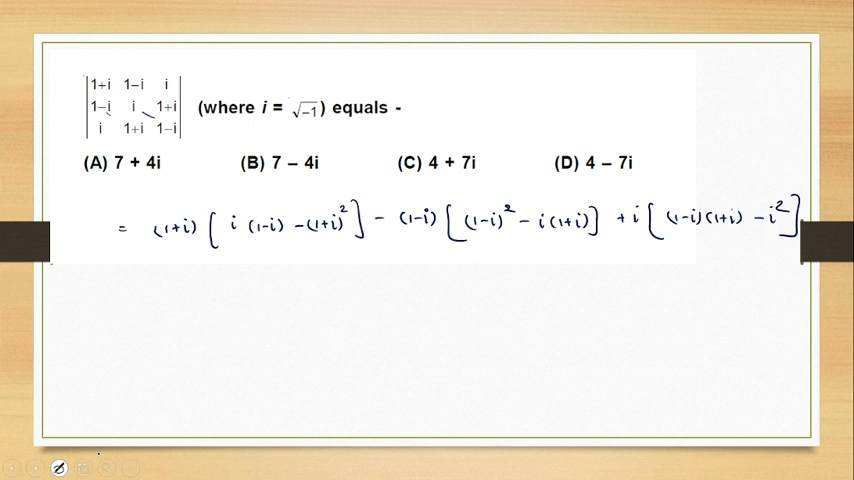 |1+i 1−i i|
|1−i i 1+i| (where i = √−1) equals -
|i 1+i 1−i|
(A) 7 + 4i (B) 7 – 4i (C) 4 + 7i (D) 4 – 7i
= (1+i) [ i (1-i) - (1+i)² ] - (1-i) [ (1-i)² - i(1+i) ] + i [ (1-i)(1+i) - i² ]